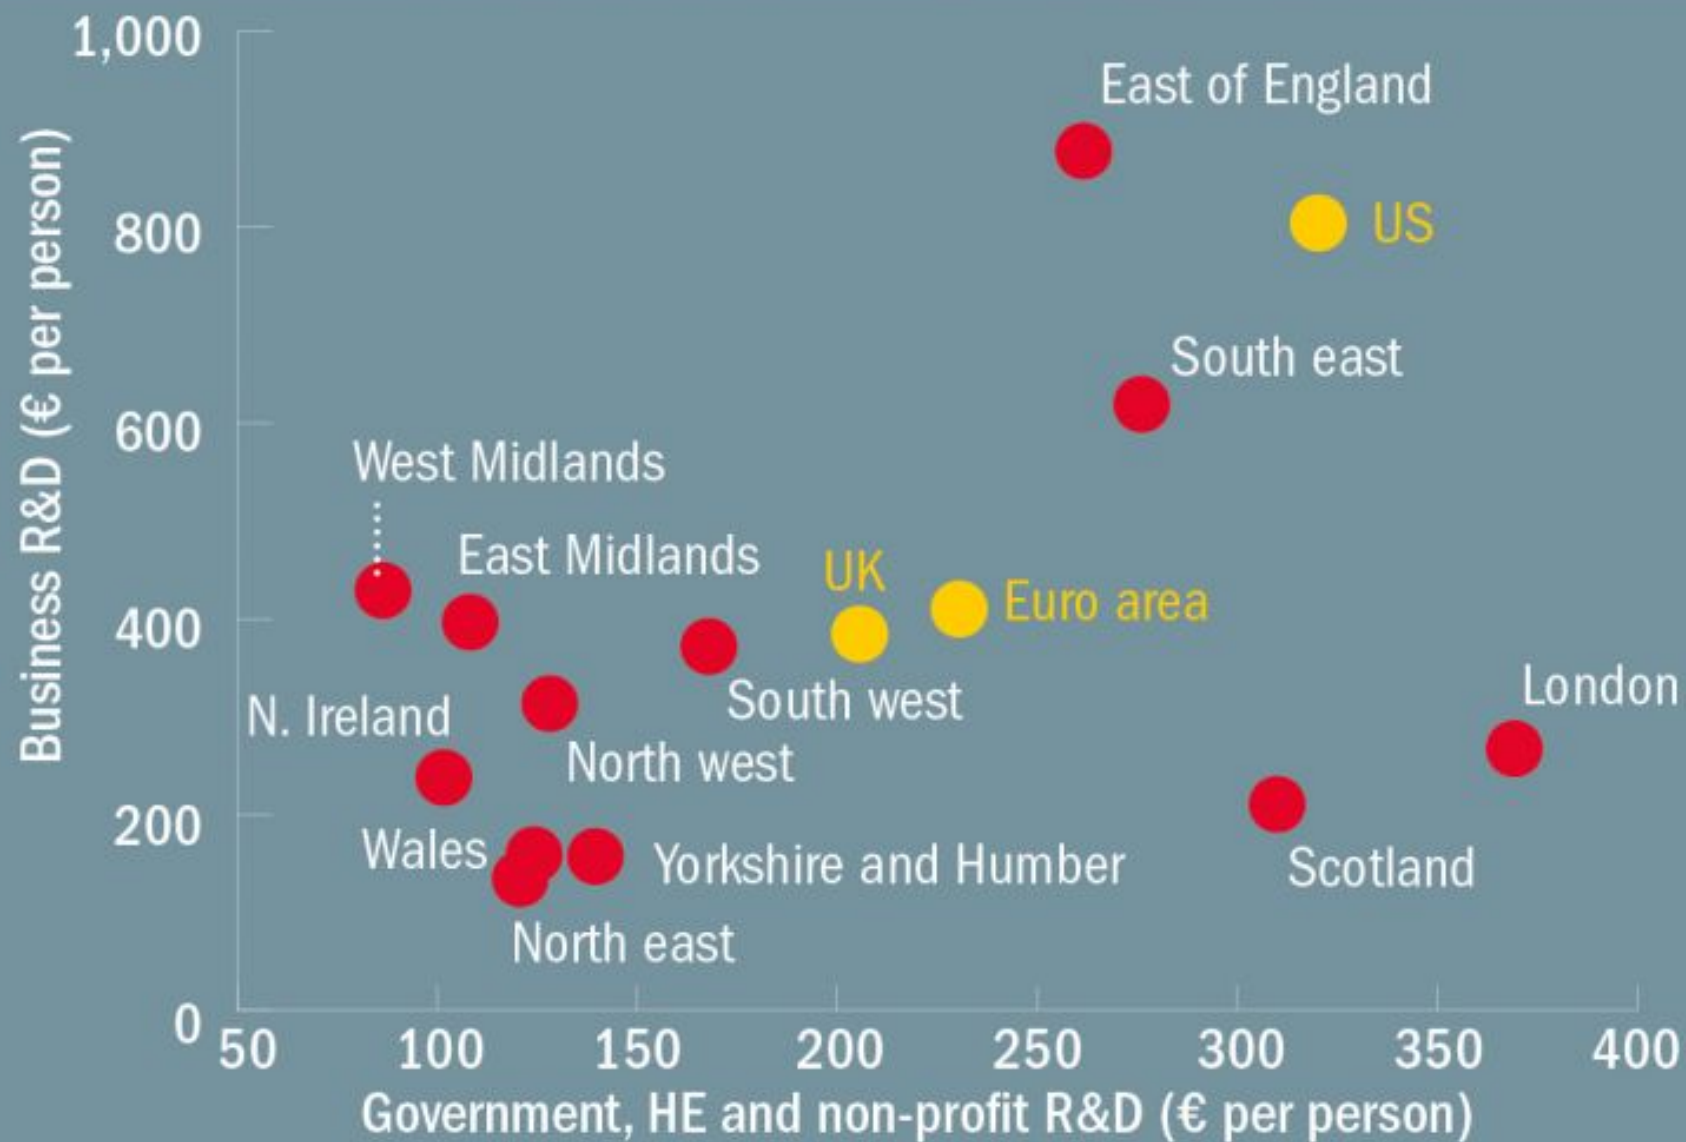 1,000
800
600
400
200
0
Business R&D (€ per person)
East of England
US
South east
West Midlands
East Midlands
UK
Euro area
South west
London
N. Ireland
North west
Wales
Yorkshire and Humber
Scotland
North east
50 100 150 200 250 300 350 400
Government, HE and non-profit R&D (€ per person)